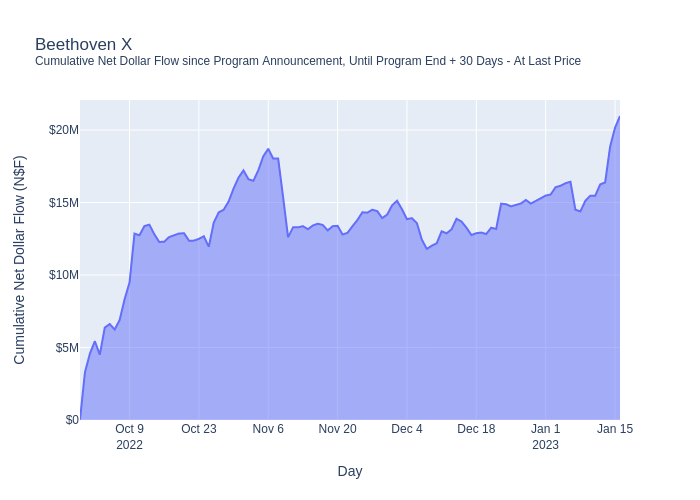 Beethoven X
Cumulative Net Dollar Flow since Program Announcement, Until Program End + 30 Days - At Last Price
Cumulative Net Dollar Flow (N$F)
$20M
$15M
$10M
$5M
$0
Oct 9
2022
Oct 23
Nov 6
Nov 20
Dec 4
Dec 18
Jan 1
2023
Jan 15
Day